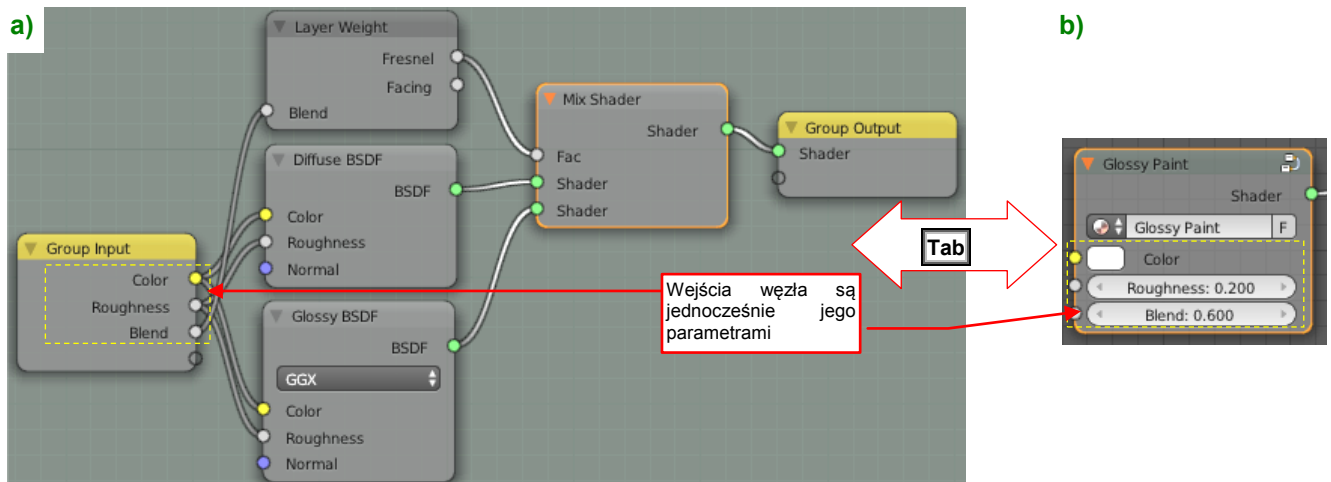 a)
Layer Weight
Fresnel
Facing
Blend
Diffuse BSDF
BSDF
Color
Roughness
Normal
Group Input
Color
Roughness
Blend
Glossy BSDF
BSDF
GGX
Color
Roughness
Normal
Mix Shader
Shader
Fac
Shader
Shader
Group Output
Shader
Tab
Wejścia węzła są
jednocześnie jego
parametrami
b)
Glossy Paint
Shader
Glossy Paint F
Color
Roughness: 0.200
Blend: 0.600